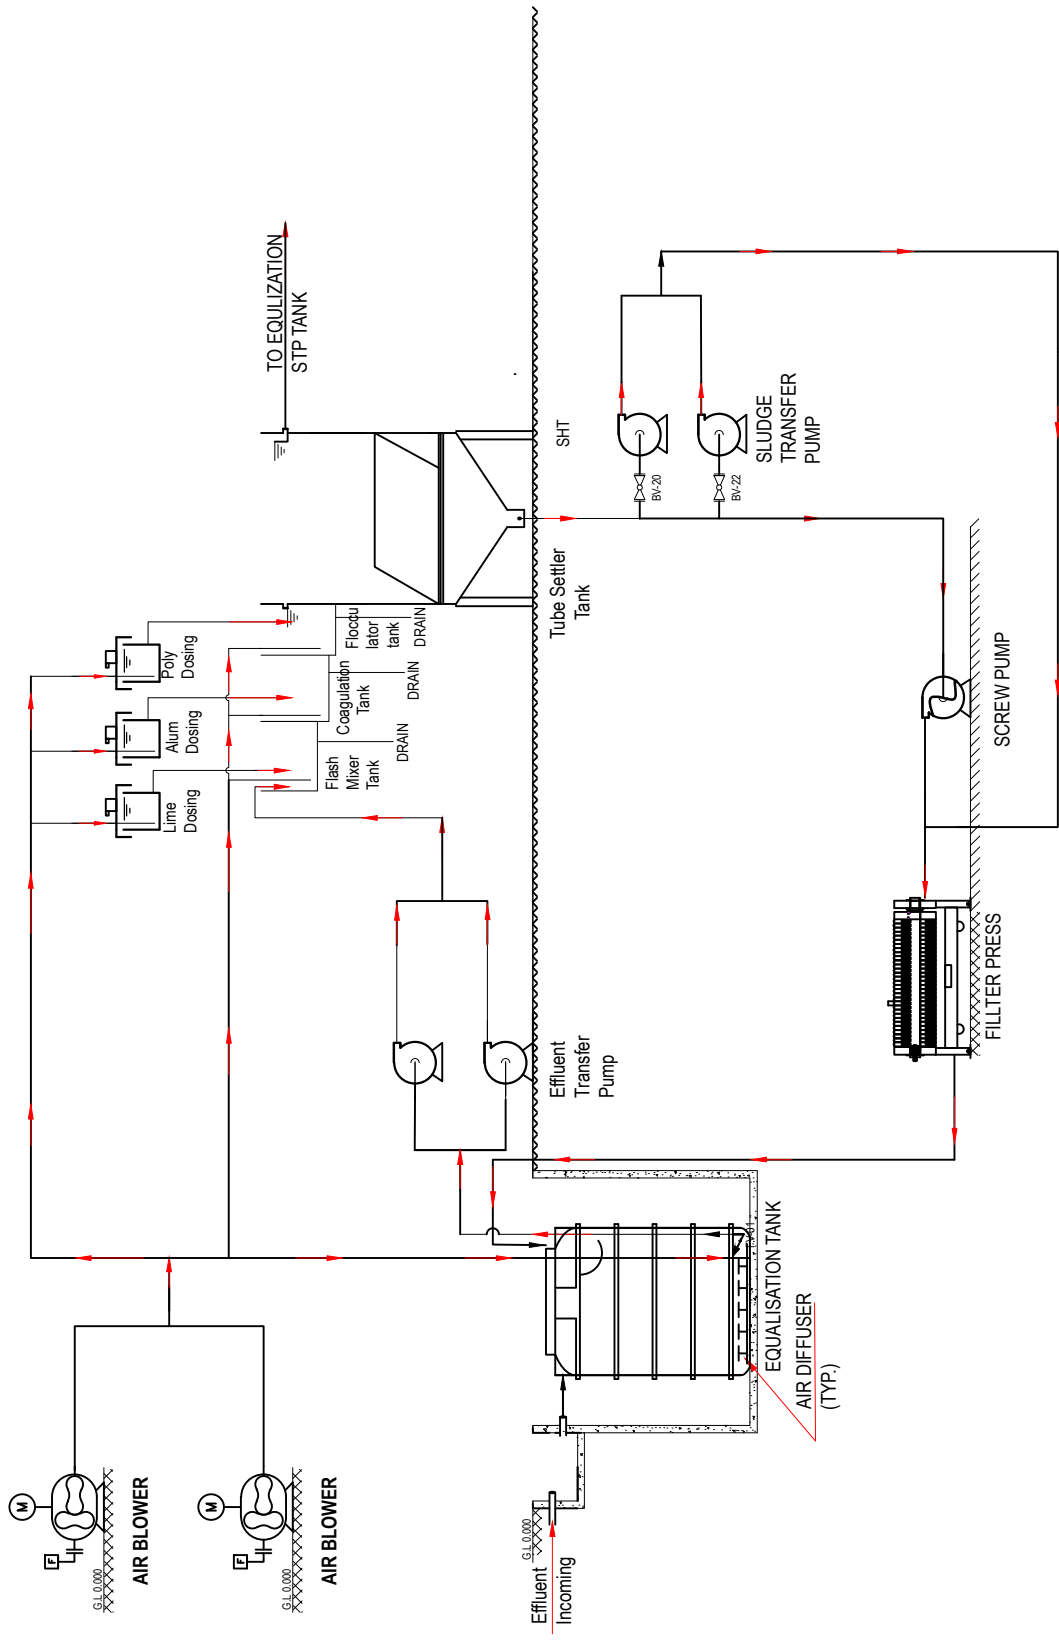 M
F
G.L 0.000
AIR BLOWER
M
F
G.L 0.000
AIR BLOWER
Effluent
Incoming
G.L 0.000
EQUALISATION TANK
AIR DIFFUSER
(TYP.)
Effluent
Transfer
Pump
Lime
Dosing
Alum
Dosing
Poly
Dosing
Flash
Mixer
Tank
DRAIN
Coagulation
Tank
DRAIN
Floccu
lator
tank
DRAIN
Tube Settler
Tank
SHT
TO EQULIZATION
STP TANK
BV-20
BV-22
SLUDGE
TRANSFER
PUMP
SCREW PUMP
FILLTER PRESS